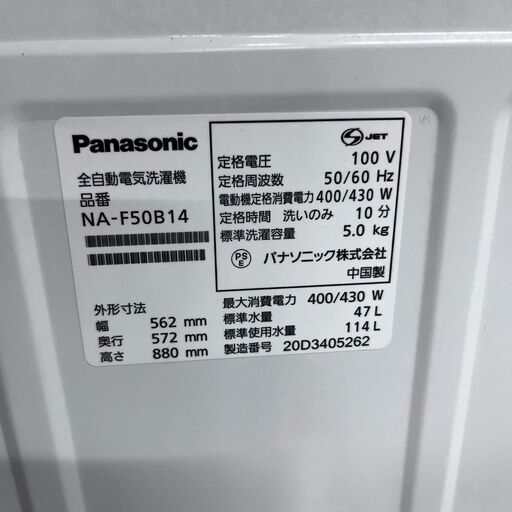 Panasonic
全自動電気洗濯機
品番
NA-F50B14
外形寸法
幅 562 mm
奥行 572 mm
高さ 880 mm
S JET
定格電圧 100 V
定格周波数 50/60 Hz
電動機定格消費電力 400/430 W
定格時間 洗いのみ 10 分
標準洗濯容量 5.0 kg
PS E パナソニック株式会社
中国製
最大消費電力 400/430 W
標準水量 47 L
標準使用水量 114 L
製造番号 20D3405262